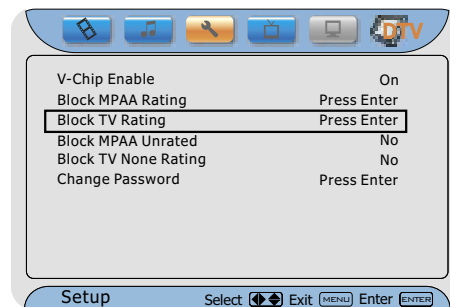 DTV
V-Chip Enable On
Block MPAA Rating Press Enter
Block TV Rating Press Enter
Block MPAA Unrated No
Block TV None Rating No
Change Password Press Enter
Setup Select Exit MENU Enter ENTER